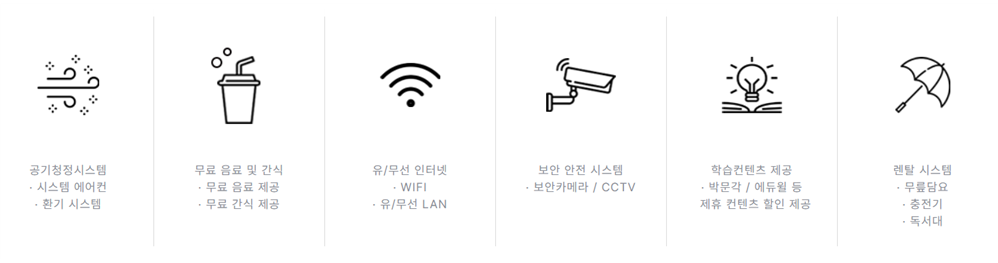 공기청정시스템
· 시스템 에어컨
· 환기 시스템
무료 음료 및 간식
· 무료 음료 제공
· 무료 간식 제공
유/무선 인터넷
· WIFI
· 유/무선 LAN
보안 안전 시스템
· 보안카메라 / CCTV
학습컨텐츠 제공
· 박문각 / 에듀윌 등
제휴 컨텐츠 할인 제공
렌탈 시스템
· 무릎담요
· 충전기
· 독서대